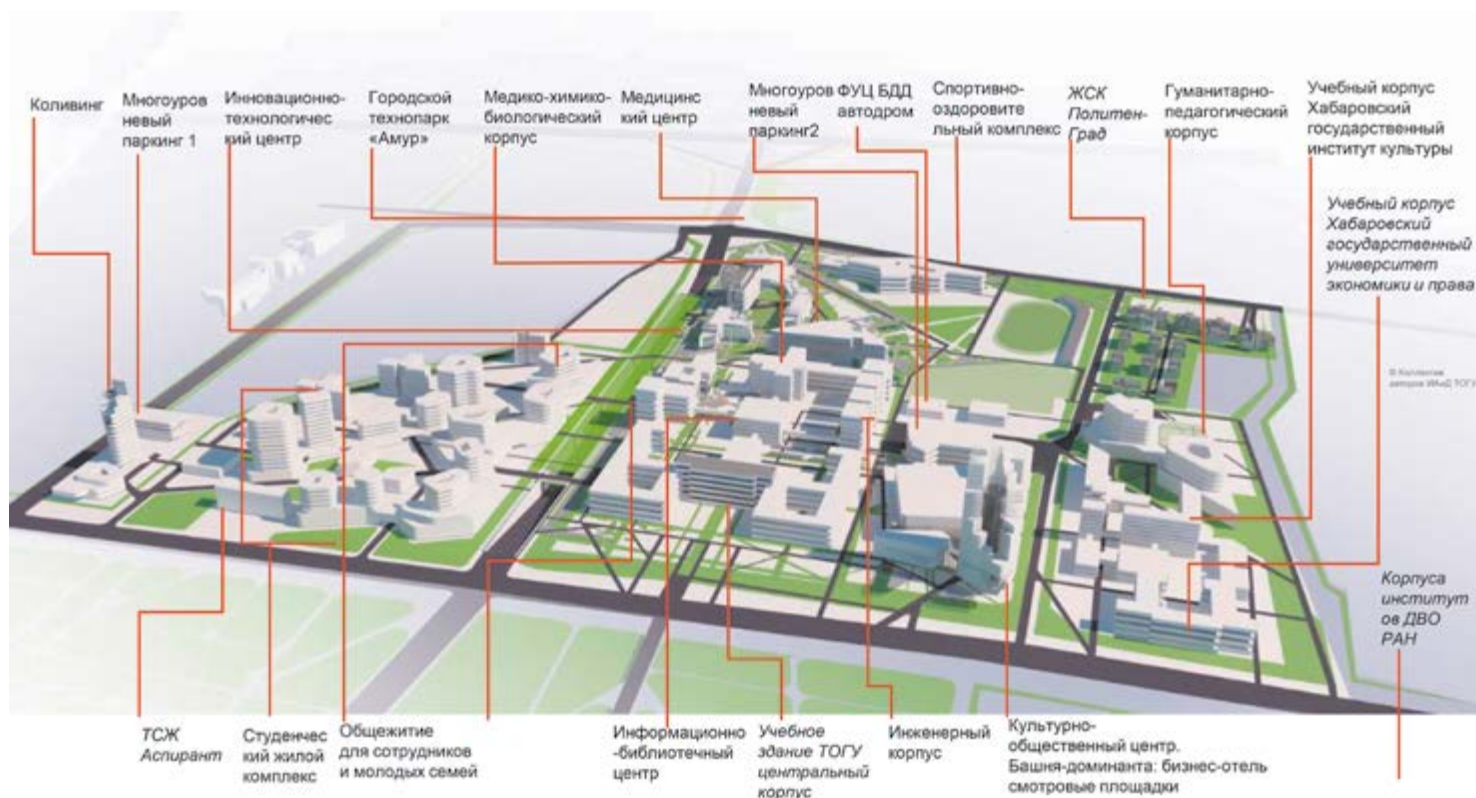 Коливинг
Многоуров
невый
паркинг 1
Инновационно-
технологичес
кий центр
Городской
технопарк
«Амур»
Медико-химико-
биологический
корпус
Медицинс
кий центр
Многоуров
невый
паркинг2
ФУЦ БДД
автодром
Спортивно-
оздоровите
льный комплекс
ЖСК
Политен-
Град
Гуманитарно-
педагогический
корпус
Учебный корпус
Хабаровский
государственный
институт культуры
Учебный корпус
Хабаровский
государственный
университет
экономики и права
© Коллектив
авторов ИАиД ТОГУ
Корпуса
институт
ов ДВО
РАН
ТСЖ
Аспирант
Студенчес
кий жилой
комплекс
Общежитие
для сотрудников
и молодых семей
Информационно
-библиотечный
центр
Учебное
здание ТОГУ
центральный
корпус
Инженерный
корпус
Культурно-
общественный центр.
Башня-доминанта: бизнес-отель
смотровые площадки